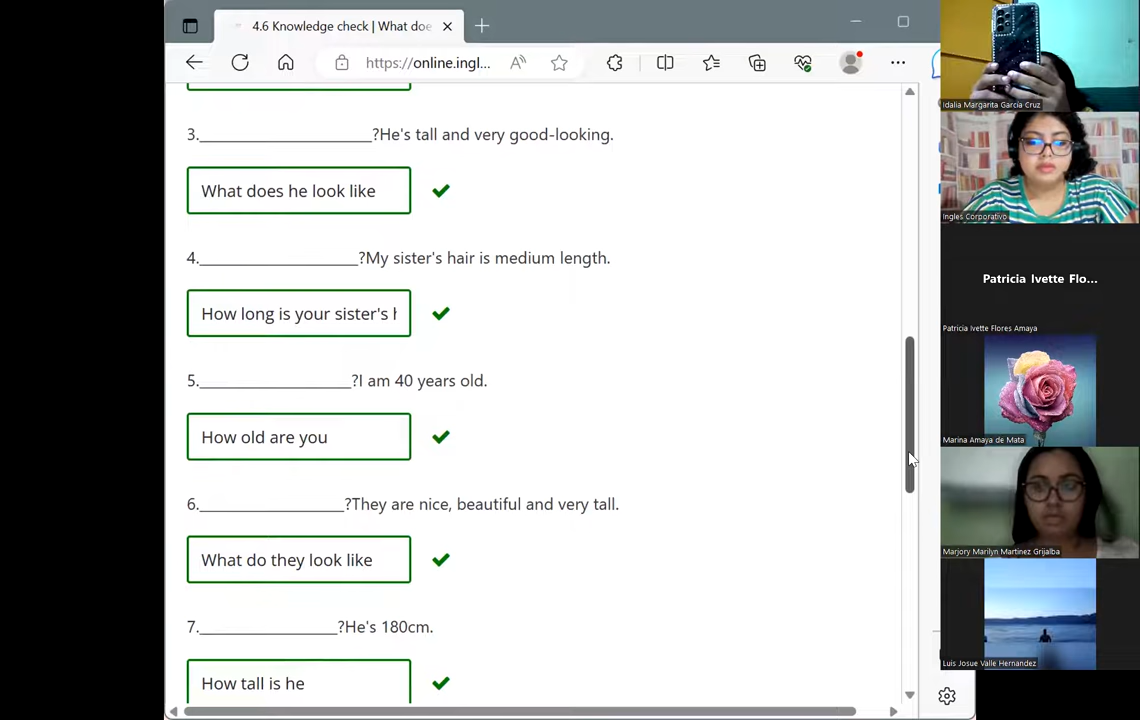 4.6 Knowledge check | What doe
https://online.ingl...
3.____________________?He's tall and very good-looking.
What does he look like
4.__________________?My sister's hair is medium length.
How long is your sister's h
5._________________?I am 40 years old.
How old are you
6.________________?They are nice, beautiful and very tall.
What do they look like
7.________________?He's 180cm.
How tall is he
Idalia Margarita García Cruz
Ingles Corporativo
Patricia Ivette Flo...
Patricia Ivette Flores Amaya
Marina Amaya de Mata
Marjory Marilyn Martinez Grijalba
Luis Josue Valle Hernandez